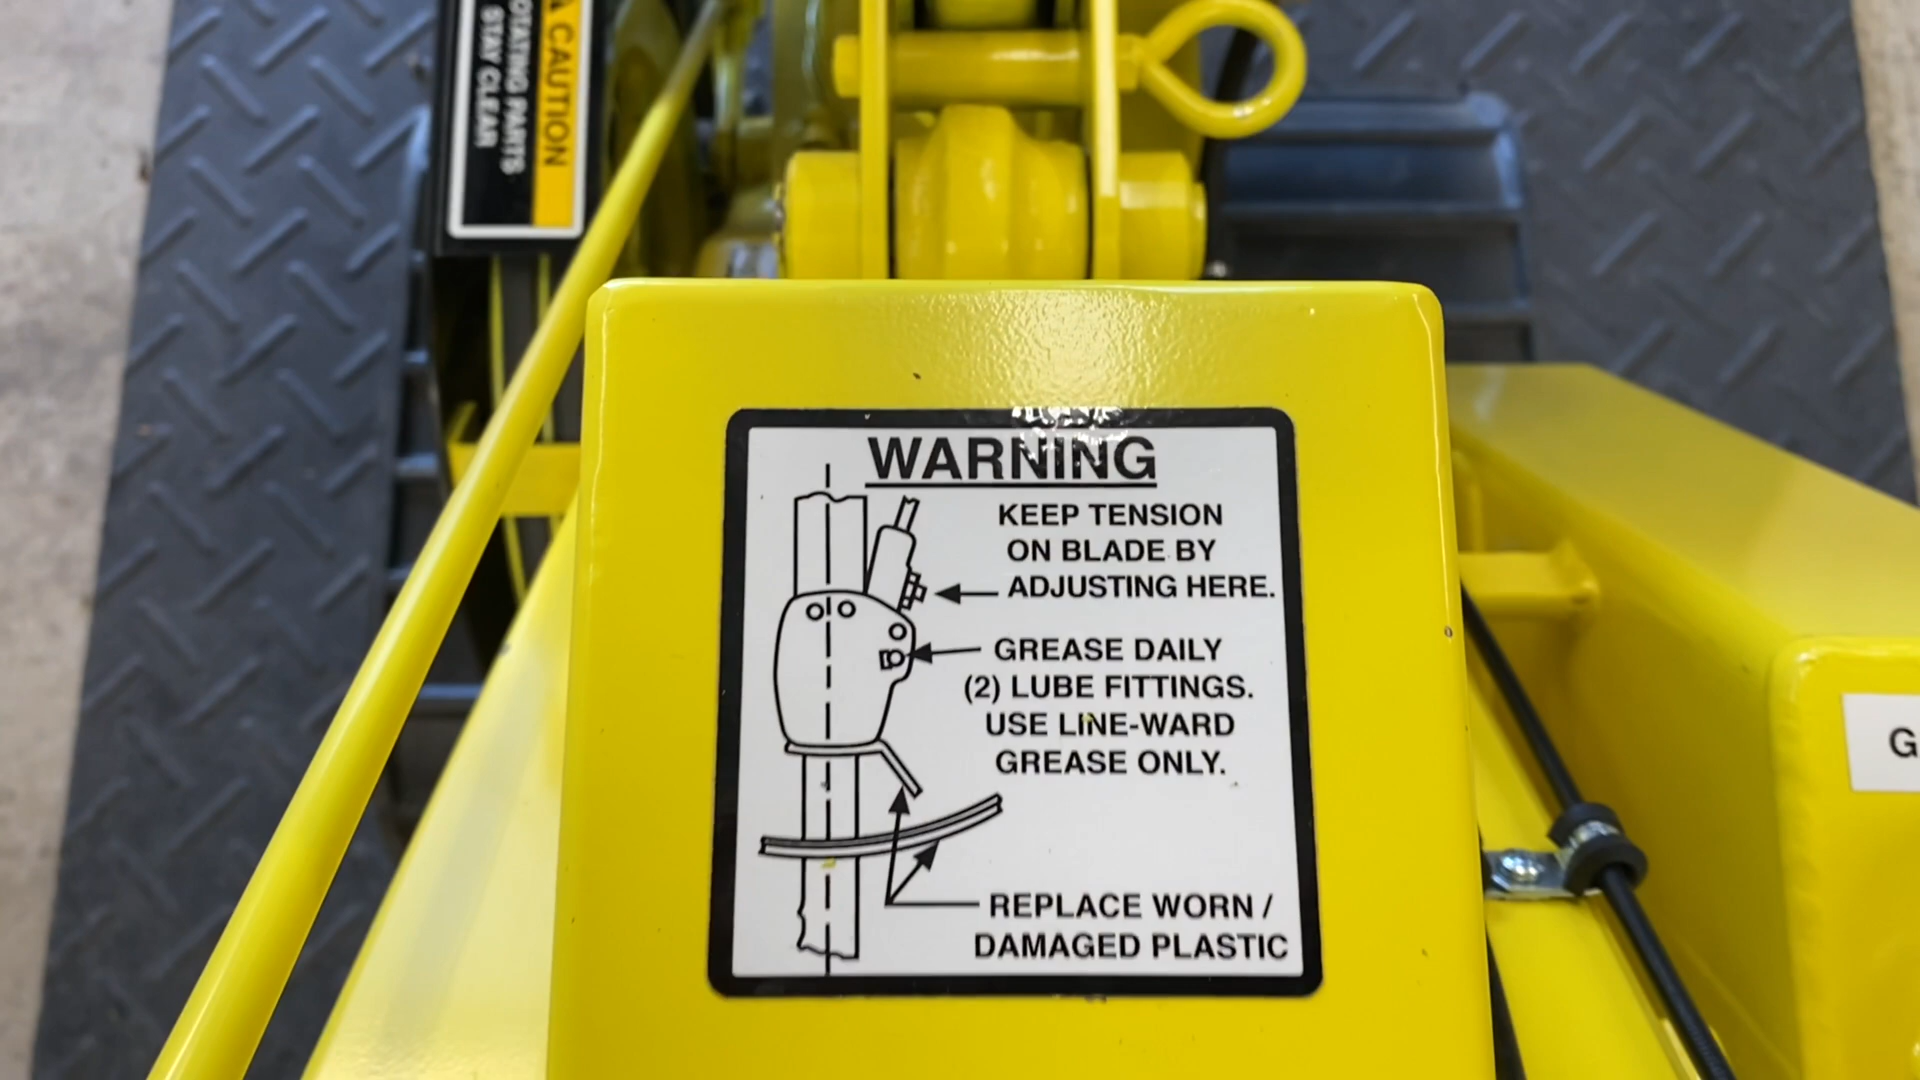 CAUTION
ROTATING PARTS
STAY CLEAR
WARNING
KEEP TENSION
ON BLADE BY
ADJUSTING HERE.
GREASE DAILY
(2) LUBE FITTINGS.
USE LINE-WARD
GREASE ONLY.
REPLACE WORN /
DAMAGED PLASTIC